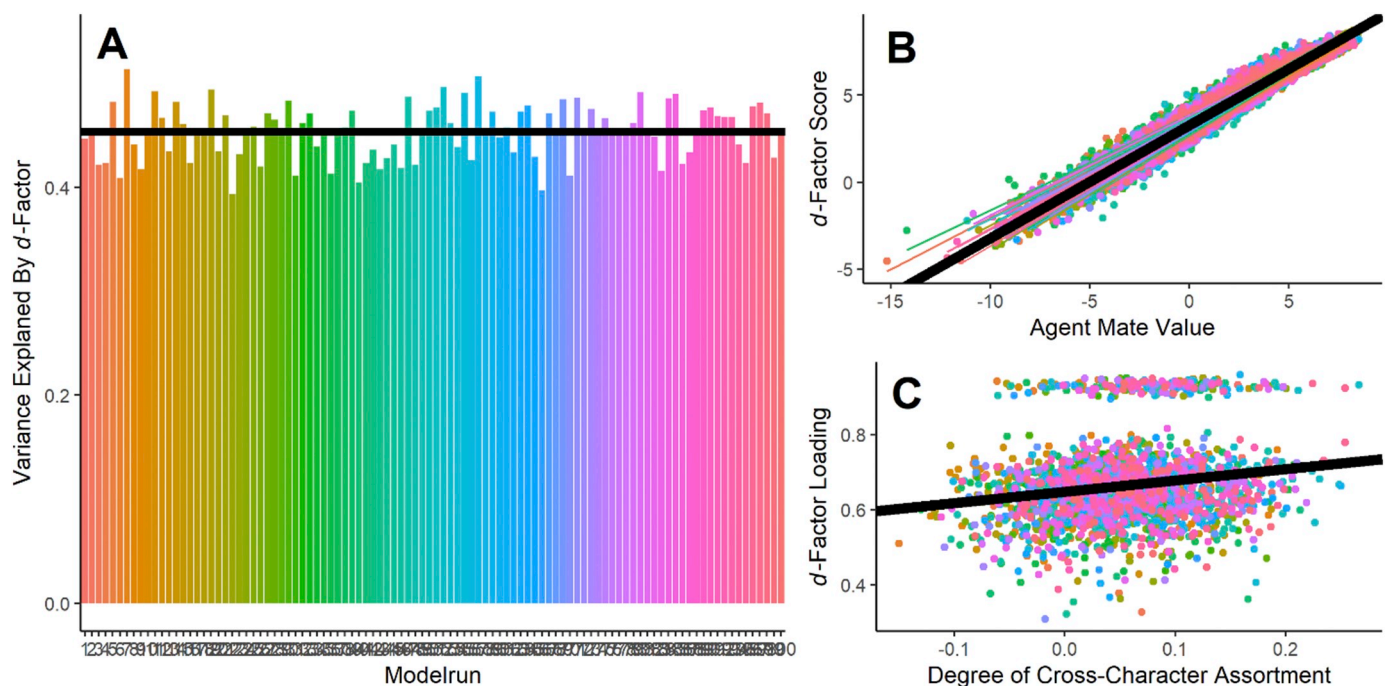 A
Variance Explaned By d-Factor
0.4
0.2
0.0
Modelrun
B
d-Factor Score
5
0
-5
-15 -10 -5 0 5
Agent Mate Value
C
d-Factor Loading
0.8
0.6
0.4
-0.1 0.0 0.1 0.2
Degree of Cross-Character Assortment